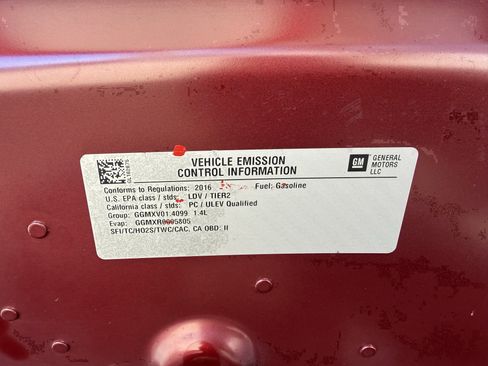 VEHICLE EMISSION
CONTROL INFORMATION
GM
GENERAL
MOTORS
LLC
Conforms to Regulations: 2016 Fuel: Gasoline
U.S. EPA class / stds: LDV / TIER2
California class / stds: PC / ULEV Qualified
Group: GGMXV01.4099 1.4L
Evap: GGMXR0095805
SFI/TC/HO2S/TWC/CAC, CA OBD: II